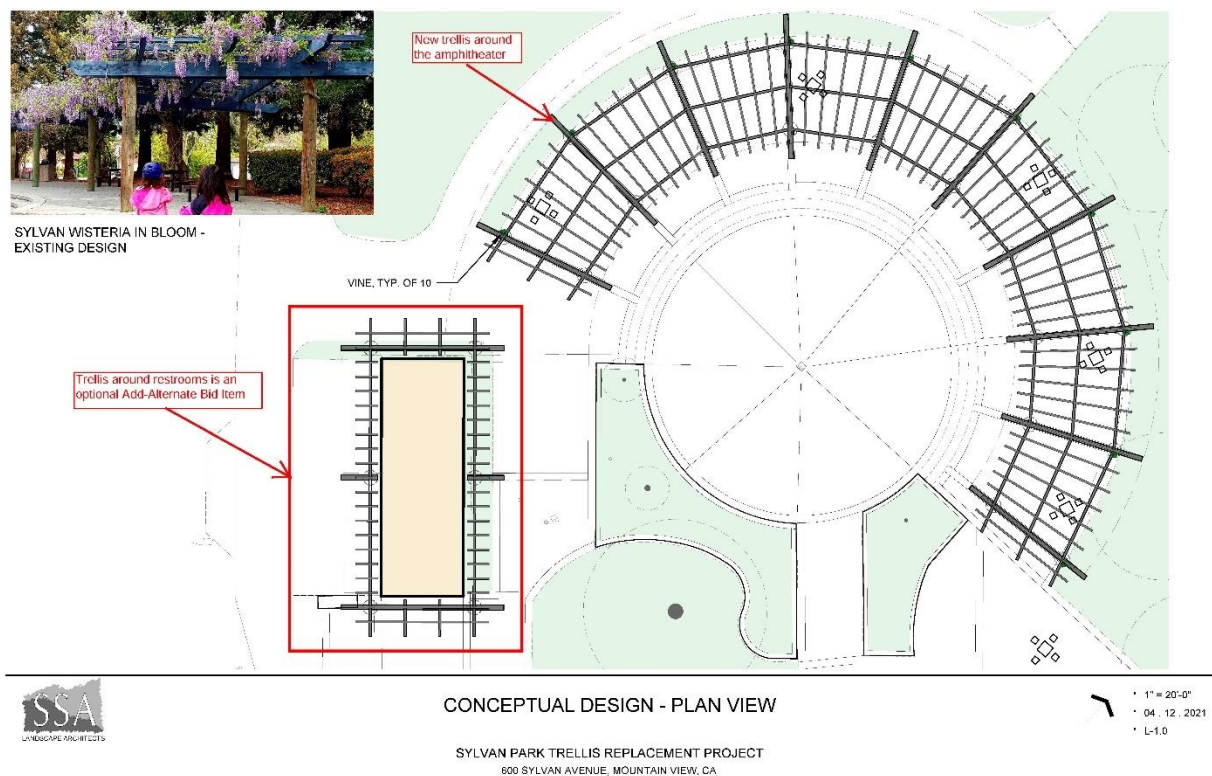 New trellis around
the amphitheater
SYLVAN WISTERIA IN BLOOM -
EXISTING DESIGN
VINE, TYP. OF 10
Trellis around restrooms is an
optional Add-Alternate Bid Item
SSA
LANDSCAPE ARCHITECTS
CONCEPTUAL DESIGN - PLAN VIEW
SYLVAN PARK TRELLIS REPLACEMENT PROJECT
600 SYLVAN AVENUE, MOUNTAIN VIEW, CA
1" = 20'-0"
04 . 12 . 2021
L-1.0